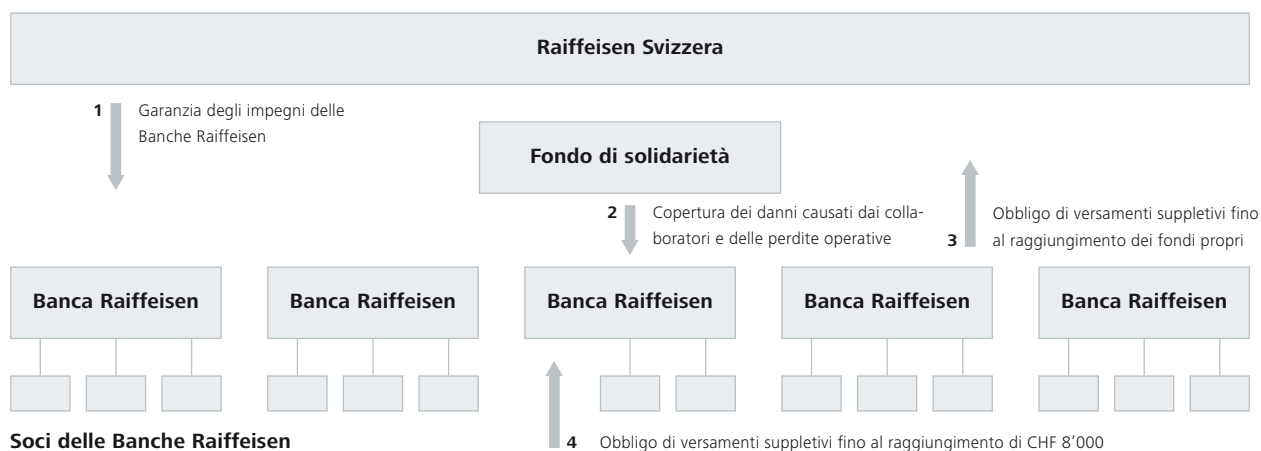 Raiffeisen Svizzera
1 Garanzia degli impegni delle
Banche Raiffeisen
Fondo di solidarietà
2 Copertura dei danni causati dai colla-
boratori e delle perdite operative
Obbligo di versamenti suppletivi fino
3 al raggiungimento dei fondi propri
Banca Raiffeisen
Banca Raiffeisen
Banca Raiffeisen
Banca Raiffeisen
Banca Raiffeisen
Soci delle Banche Raiffeisen
4 Obbligo di versamenti suppletivi fino al raggiungimento di CHF 8’000